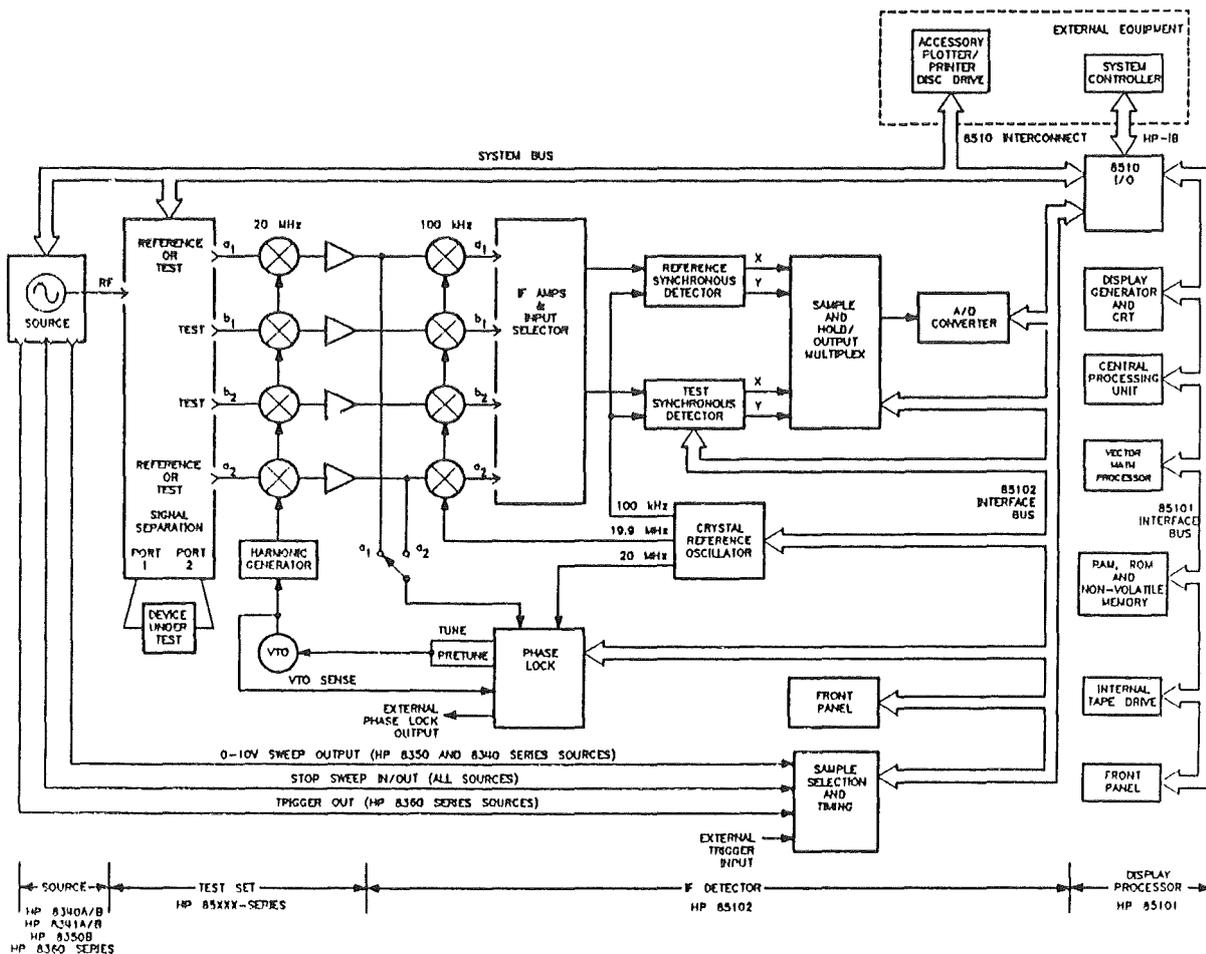 EXTERNAL EQUIPMENT
ACCESSORY
PLOTTER/
PRINTER
DISC DRIVE
SYSTEM
CONTROLLER
8510 INTERCONNECT
HP-IB
SYSTEM BUS
8510
I/O
SOURCE
RF
REFERENCE
OR
TEST
TEST
TEST
REFERENCE
OR
TEST
SIGNAL
SEPARATION
PORT
1
PORT
2
DEVICE
UNDER
TEST
a1
b1
b2
a2
20 MHz
100 kHz
a1
b1
b2
a2
IF AMPS
&
INPUT
SELECTOR
REFERENCE
SYNCHRONOUS
DETECTOR
X
Y
TEST
SYNCHRONOUS
DETECTOR
X
Y
SAMPLE
AND
HOLD/
OUTPUT
MULTIPLEX
A/D
CONVERTER
DISPLAY
GENERATOR
AND
CRT
CENTRAL
PROCESSING
UNIT
VECTOR
MATH
PROCESSOR
85101
INTERFACE
BUS
RAM, ROM
AND
NON-VOLATILE
MEMORY
INTERNAL
TAPE DRIVE
FRONT
PANEL
85102
INTERFACE
BUS
100 kHz
19.9 MHz
20 MHz
CRYSTAL
REFERENCE
OSCILLATOR
HARMONIC
GENERATOR
a1
a2
VTO
TUNE
PRETUNE
PHASE
LOCK
VTO SENSE
EXTERNAL
PHASE LOCK
OUTPUT
FRONT
PANEL
0-10V SWEEP OUTPUT (HP 8350 AND 8340 SERIES SOURCES)
STOP SWEEP IN/OUT (ALL SOURCES)
TRIGGER OUT (HP 8360 SERIES SOURCES)
SAMPLE
SELECTION
AND
TIMING
EXTERNAL
TRIGGER
INPUT
SOURCE
HP 8340A/B
HP 8341A/B
HP 8350B
HP 8360 SERIES
TEST SET
HP 85XXX-SERIES
IF DETECTOR
HP 85102
DISPLAY
PROCESSOR
HP 85101